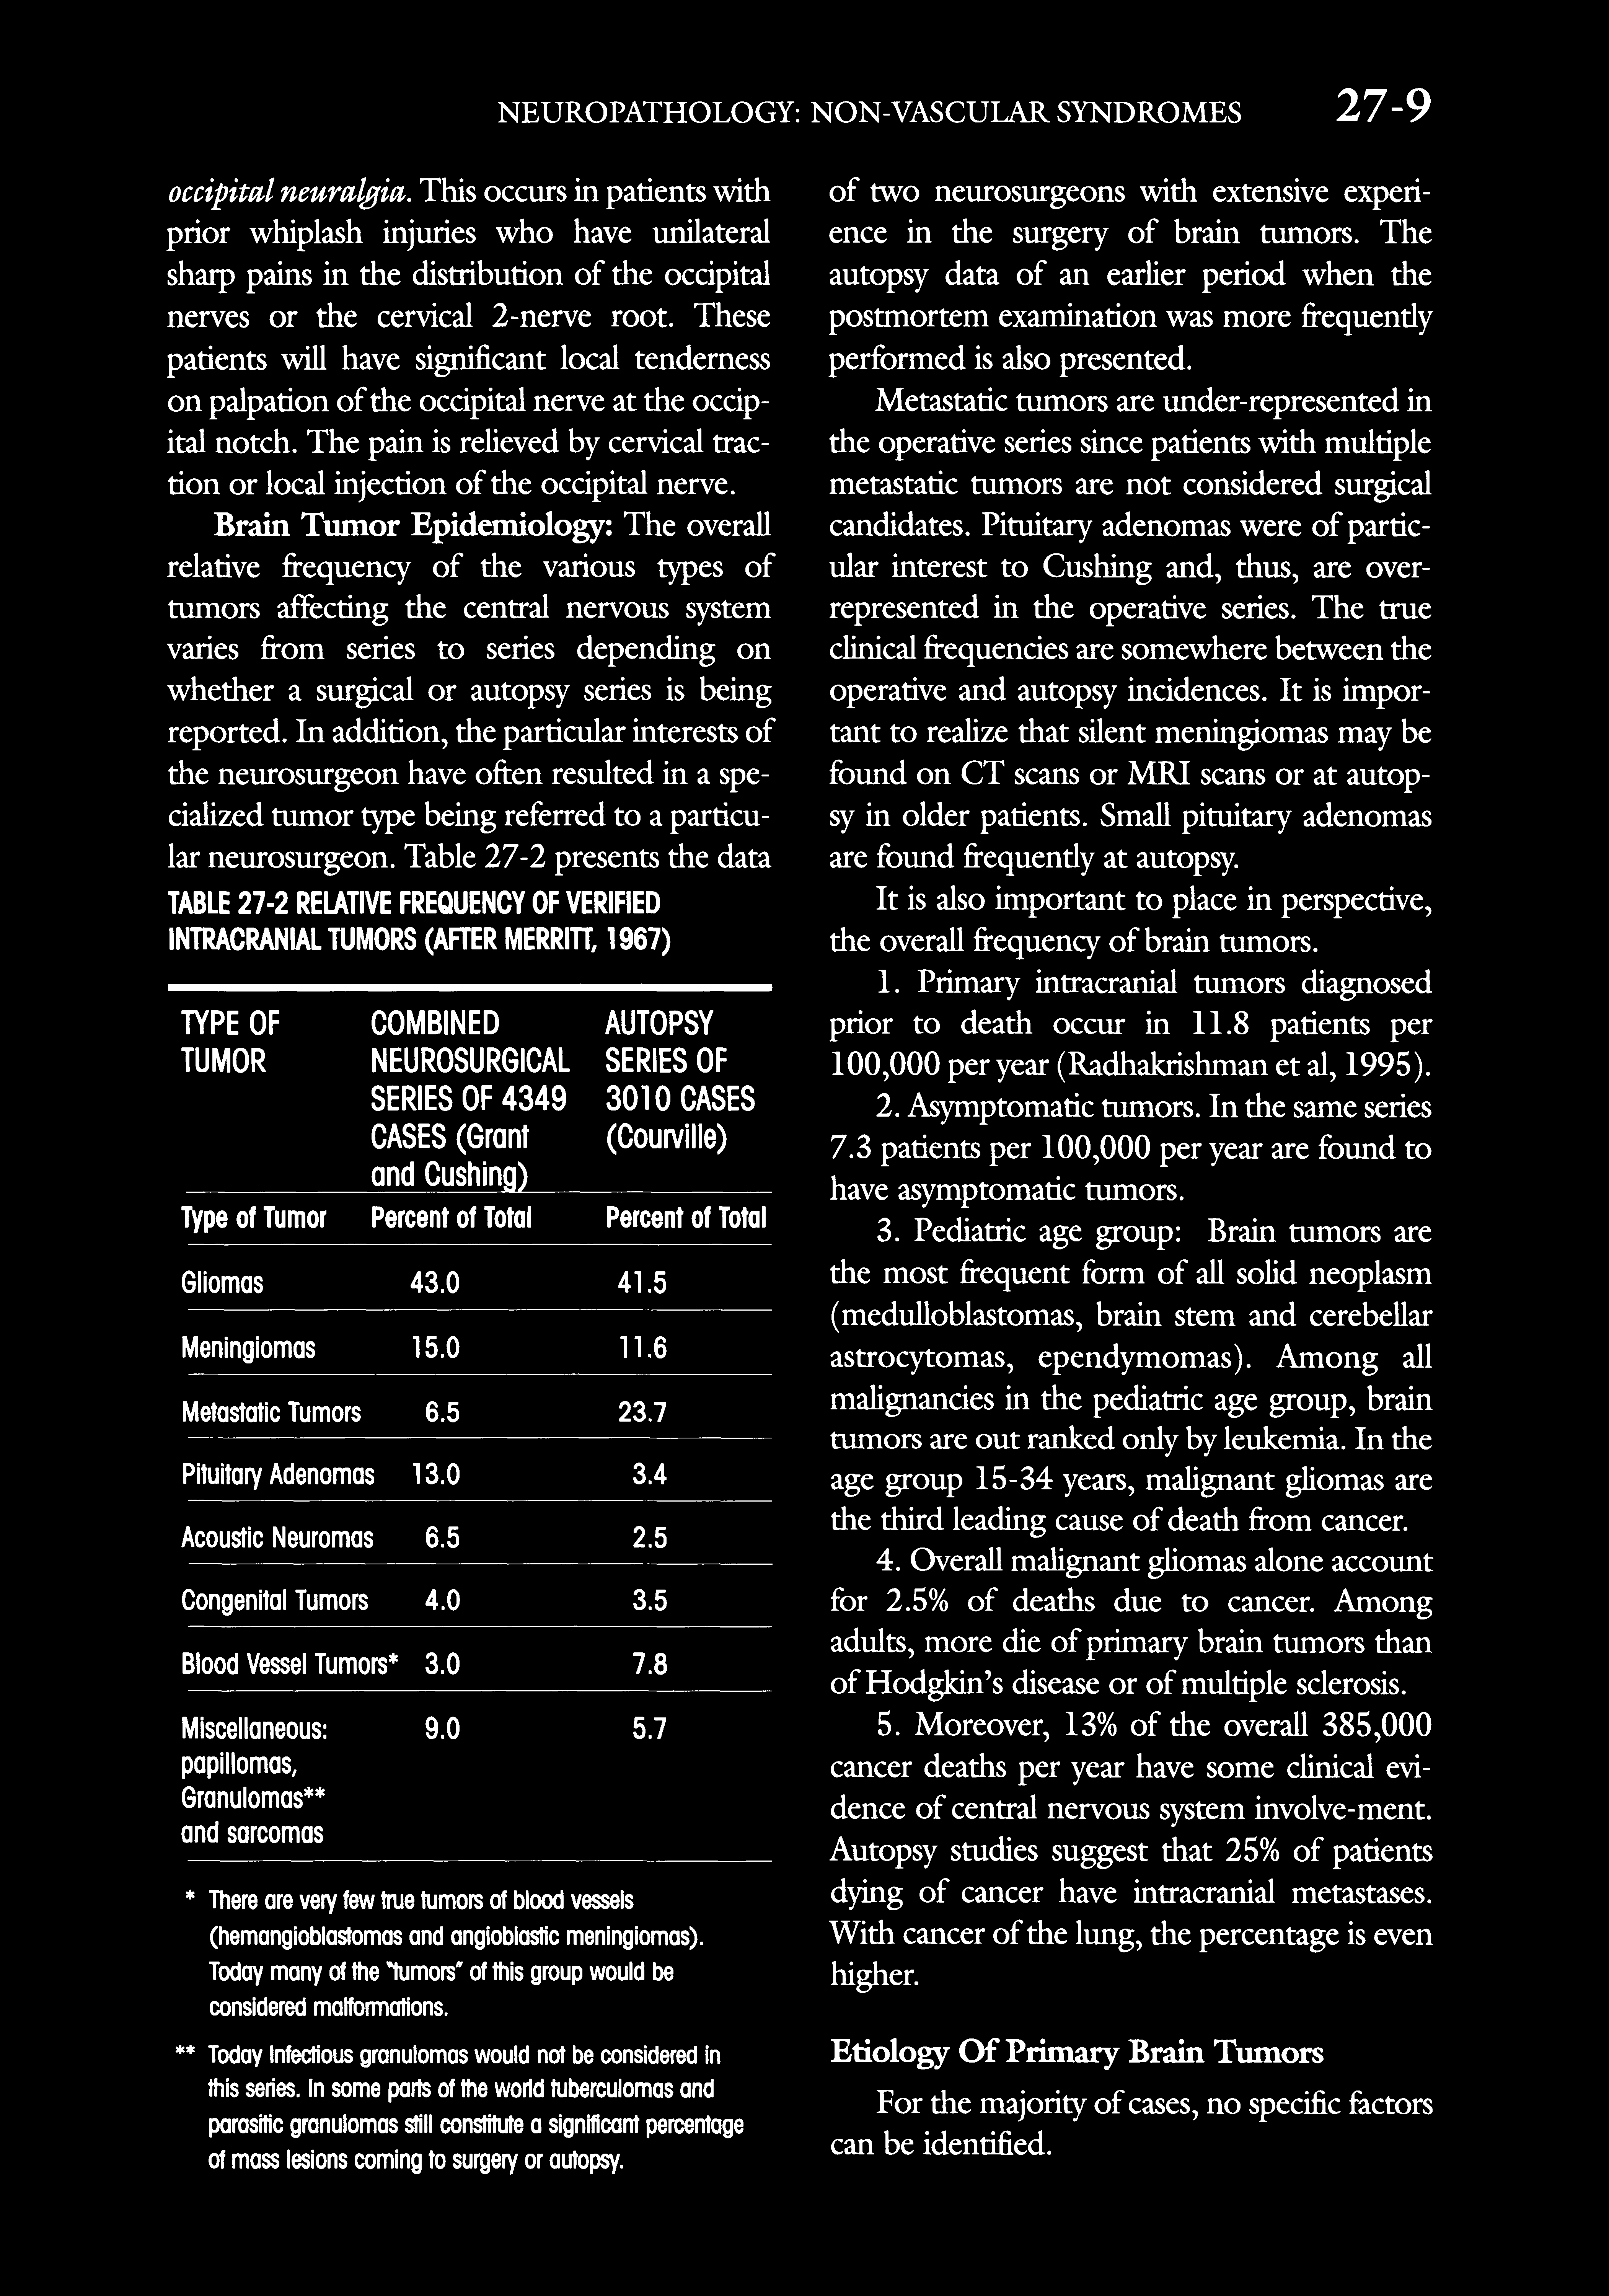 NEUROPATHOLOGY: NON-VASCULAR SYNDROMES 27-9
occipital neuralgia. This occurs in patients with
prior whiplash injuries who have unilateral
sharp pains in the distribution of the occipital
nerves or the cervical 2-nerve root. These
patients will have significant local tenderness
on palpation of the occipital nerve at the occip-
ital notch. The pain is relieved by cervical trac-
tion or local injection of the occipital nerve.
Brain Tumor Epidemiology: The overall
relative frequency of the various types of
tumors affecting the central nervous system
varies from series to series depending on
whether a surgical or autopsy series is being
reported. In addition, the particular interests of
the neurosurgeon have often resulted in a spe-
cialized tumor type being referred to a particu-
lar neurosurgeon. Table 27-2 presents the data
TABLE 27-2 RELATIVE FREQUENCY OF VERIFIED
INTRACRANIAL TUMORS (AFTER MERRITT, 1967)
TYPE OF COMBINED AUTOPSY
TUMOR NEUROSURGICAL SERIES OF
SERIES OF 4349 3010 CASES
CASES (Grant (Courville)
and Cushing)
Type of Tumor Percent of Total Percent of Total
Gliomas 43.0 41.5
Meningiomas 15.0 11.6
Metastatic Tumors 6.5 23.7
Pituitary Adenomas 13.0 3.4
Acoustic Neuromas 6.5 2.5
Congenital Tumors 4.0 3.5
Blood Vessel Tumors* 3.0 7.8
Miscellaneous: 9.0 5.7
papillomas,
Granulomas**
and sarcomas
* There are very few true tumors of blood vessels
(hemangioblastomas and angioblastic meningiomas).
Today many of the "tumors" of this group would be
considered malformations.
** Today Infectious granulomas would not be considered in
this series. In some parts of the world tuberculomas and
parasitic granulomas still constitute a significant percentage
of mass lesions coming to surgery or autopsy.
of two neurosurgeons with extensive experi-
ence in the surgery of brain tumors. The
autopsy data of an earlier period when the
postmortem examination was more frequently
performed is also presented.
Metastatic tumors are under-represented in
the operative series since patients with multiple
metastatic tumors are not considered surgical
candidates. Pituitary adenomas were of partic-
ular interest to Cushing and, thus, are over-
represented in the operative series. The true
clinical frequencies are somewhere between the
operative and autopsy incidences. It is impor-
tant to realize that silent meningiomas may be
found on CT scans or MRI scans or at autop-
sy in older patients. Small pituitary adenomas
are found frequently at autopsy.
It is also important to place in perspective,
the overall frequency of brain tumors.
1. Primary intracranial tumors diagnosed
prior to death occur in 11.8 patients per
100,000 per year (Radhakrishman et al, 1995).
2. Asymptomatic tumors. In the same series
7.3 patients per 100,000 per year are found to
have asymptomatic tumors.
3. Pediatric age group: Brain tumors are
the most frequent form of all solid neoplasm
(medulloblastomas, brain stem and cerebellar
astrocytomas, ependymomas). Among all
malignancies in the pediatric age group, brain
tumors are out ranked only by leukemia. In the
age group 15-34 years, malignant gliomas are
the third leading cause of death from cancer.
4. Overall malignant gliomas alone account
for 2.5% of deaths due to cancer. Among
adults, more die of primary brain tumors than
of Hodgkin's disease or of multiple sclerosis.
5. Moreover, 13% of the overall 385,000
cancer deaths per year have some clinical evi-
dence of central nervous system involve-ment.
Autopsy studies suggest that 25% of patients
dying of cancer have intracranial metastases.
With cancer of the lung, the percentage is even
higher.
Etiology Of Primary Brain Tumors
For the majority of cases, no specific factors
can be identified.